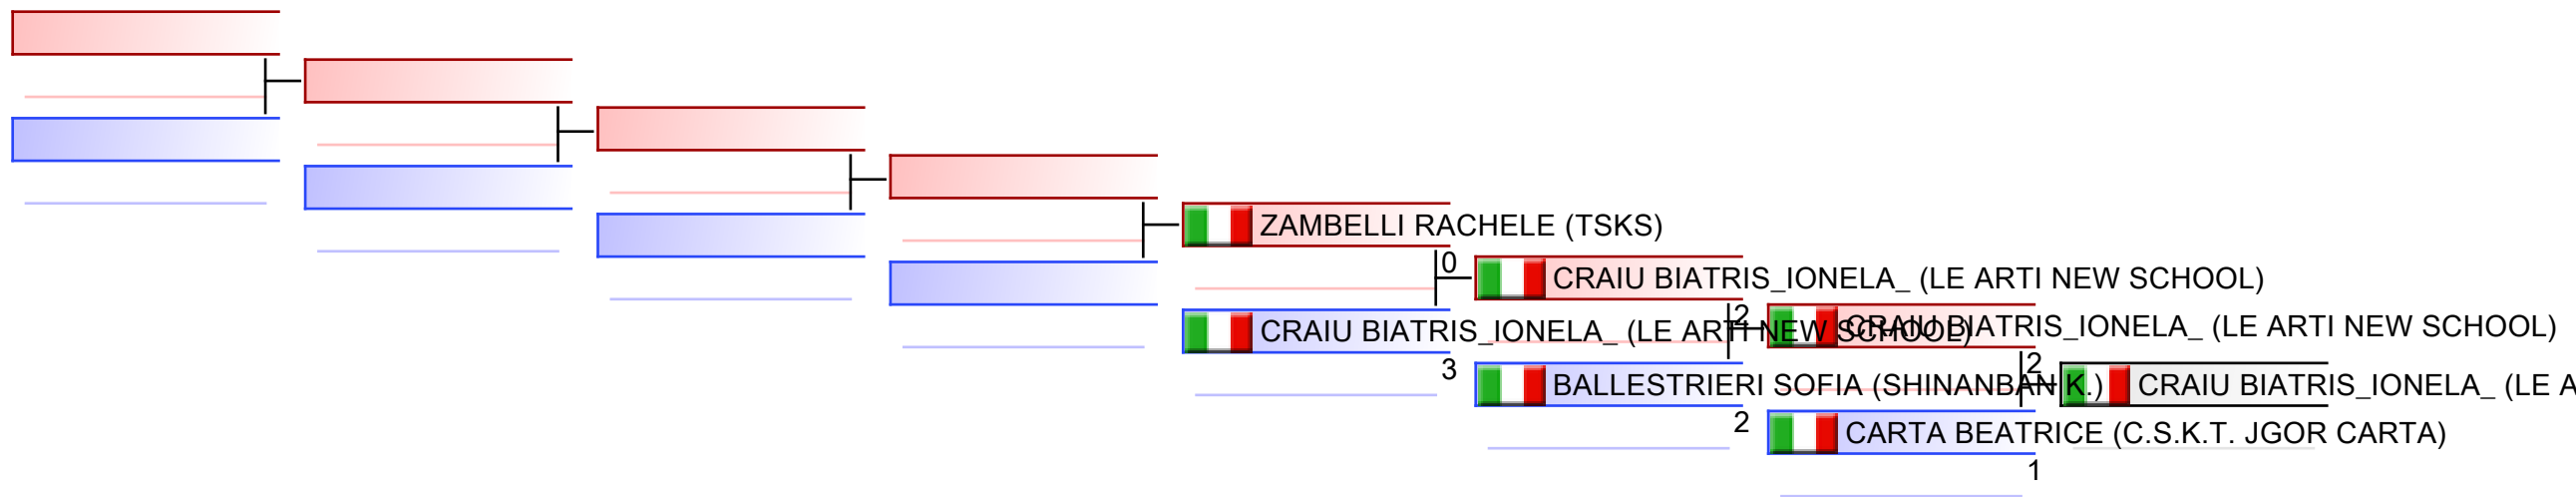 ZAMBELLI RACHELE (TSKS)
0
CRAIU BIATRIS_IONELA_ (LE ARTI NEW SCHOOL)
CRAIU BIATRIS_IONELA_ (LE ARTI NEW SCHOOL)
3
2
CRAIU BIATRIS_IONELA_ (LE ARTI NEW SCHOOL)
BALLESTRIERI SOFIA (SHINANBAN K.)
2
2
CRAIU BIATRIS_IONELA_ (LE
CARTA BEATRICE (C.S.K.T. JGOR CARTA)
1